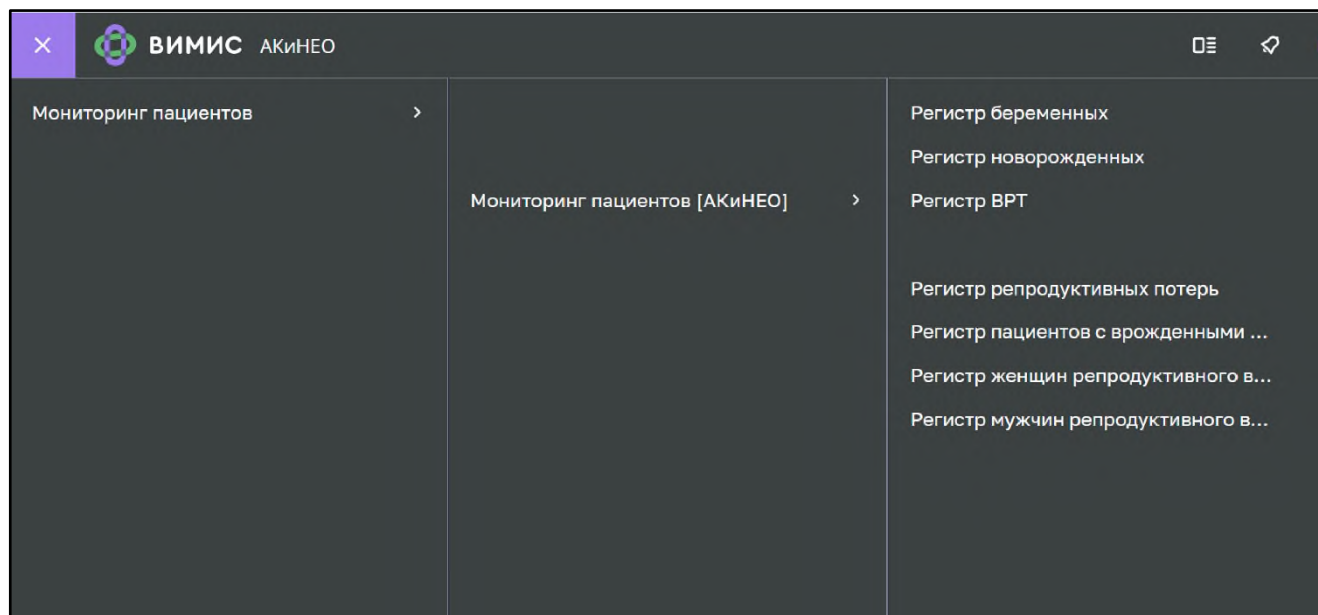 ВИМИС АКиНЕО
Мониторинг пациентов
Мониторинг пациентов [АКиНЕО]
Регистр беременных
Регистр новорожденных
Регистр ВРТ
Регистр репродуктивных потерь
Регистр пациентов с врожденными ...
Регистр женщин репродуктивного в...
Регистр мужчин репродуктивного в...